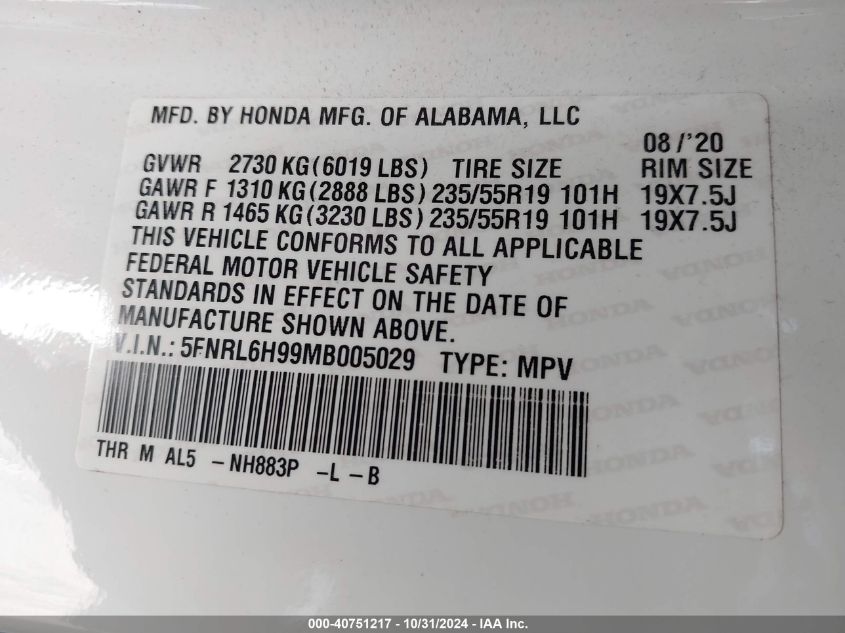 MFD. BY HONDA MFG. OF ALABAMA, LLC
08/'20
GVWR 2730 KG(6019 LBS) TIRE SIZE RIM SIZE
GAWR F 1310 KG(2888 LBS) 235/55R19 101H 19X7.5J
GAWR R 1465 KG(3230 LBS) 235/55R19 101H 19X7.5J
THIS VEHICLE CONFORMS TO ALL APPLICABLE
FEDERAL MOTOR VEHICLE SAFETY
STANDARDS IN EFFECT ON THE DATE OF
MANUFACTURE SHOWN ABOVE.
V.I.N.: 5FNRL6H99MB005029 TYPE: MPV
THR M AL5 -NH883P -L -B
000-40751217 - 10/31/2024 - IAA Inc.